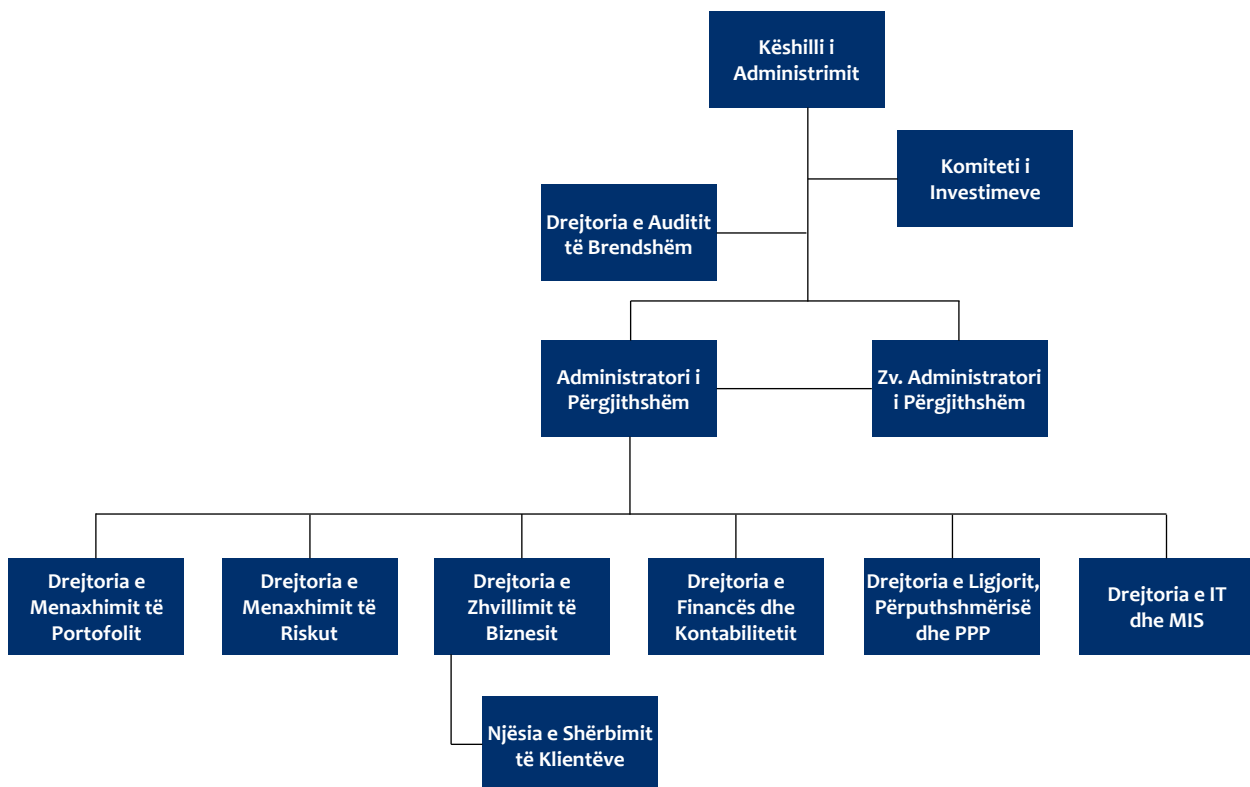 Këshilli i
Administrimit
Komiteti i
Investimeve
Drejtoria e Auditit
të Brendshëm
Administratori i
Përgjithshëm
Zv. Administratori
i Përgjithshëm
Drejtoria e
Menaxhimit të
Portofolit
Drejtoria e
Menaxhimit të
Riskut
Drejtoria e
Zhvillimit të
Biznesit
Drejtoria e
Financës dhe
Kontabilitetit
Drejtoria e Ligjorit,
Përputhshmërisë
dhe PPP
Drejtoria e IT
dhe MIS
Njësia e Shërbimit
të Klientëve